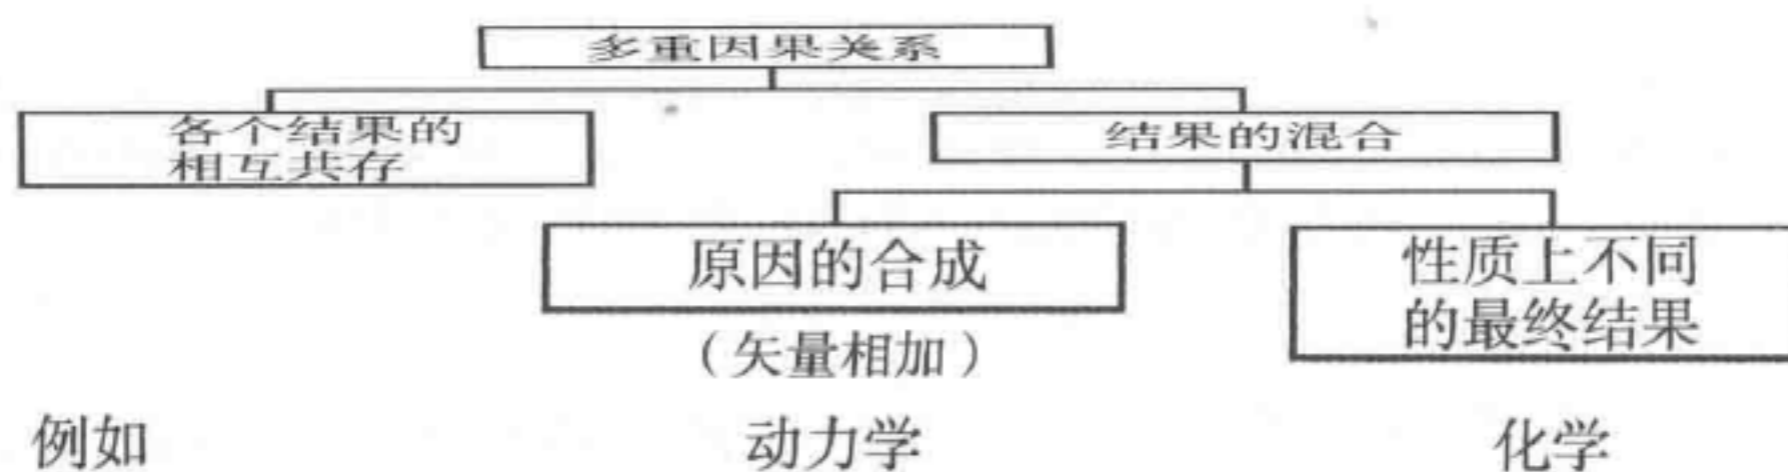 多重因果关系
各个结果的
相互共存
结果的混合
原因的合成
(矢量相加)
性质上不同
的最终结果
例如
动力学
化学